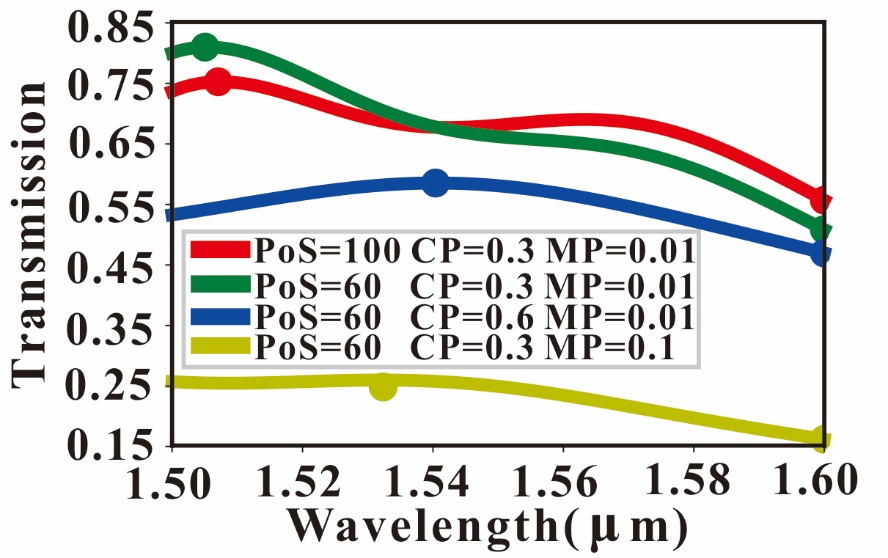 0.85
0.75
0.65
0.55
0.45
0.35
0.25
0.15
Transmission
PoS=100 CP=0.3 MP=0.01
PoS=60 CP=0.3 MP=0.01
PoS=60 CP=0.6 MP=0.01
PoS=60 CP=0.3 MP=0.1
1.50 1.52 1.54 1.56 1.58 1.60
Wavelength(μm)